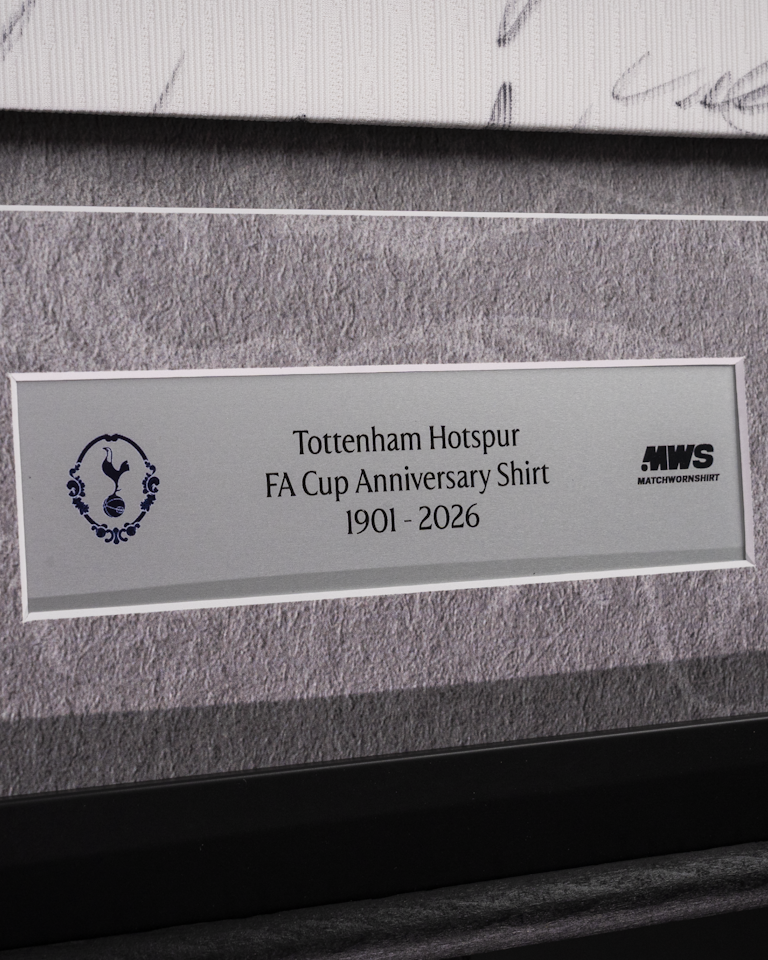 Tottenham Hotspur
FA Cup Anniversary Shirt
1901 - 2026
MWS
MATCHWORNSHIRT